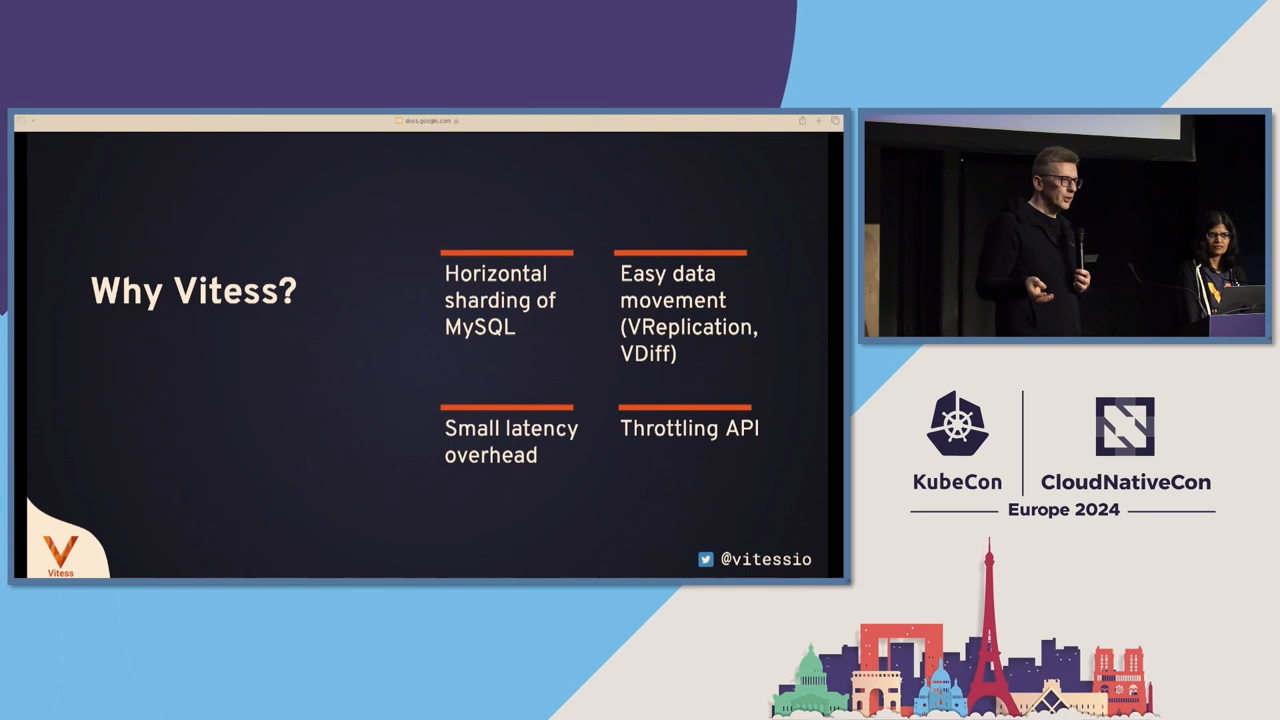 docs.google.com
Why Vitess?
Horizontal
sharding of
MySQL
Easy data
movement
(VReplication,
VDiff)
Small latency
overhead
Throttling API
Vitess
@vitessio
KubeCon
CloudNativeCon
Europe 2024